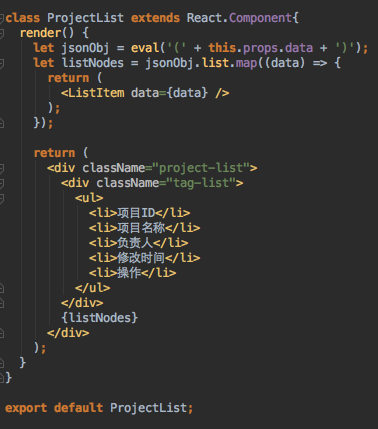 class ProjectList extends React.Component{
render() {
let jsonObj = eval('(' + this.props.data + ')');
let listNodes = jsonObj.list.map((data) => {
return (
<ListItem data={data} />
);
});
return (
<div className="project-list">
<div className="tag-list">
<ul>
<li>项目ID</li>
<li>项目名称</li>
<li>负责人</li>
<li>修改时间</li>
<li>操作</li>
</ul>
</div>
{listNodes}
</div>
);
}
}
export default ProjectList;